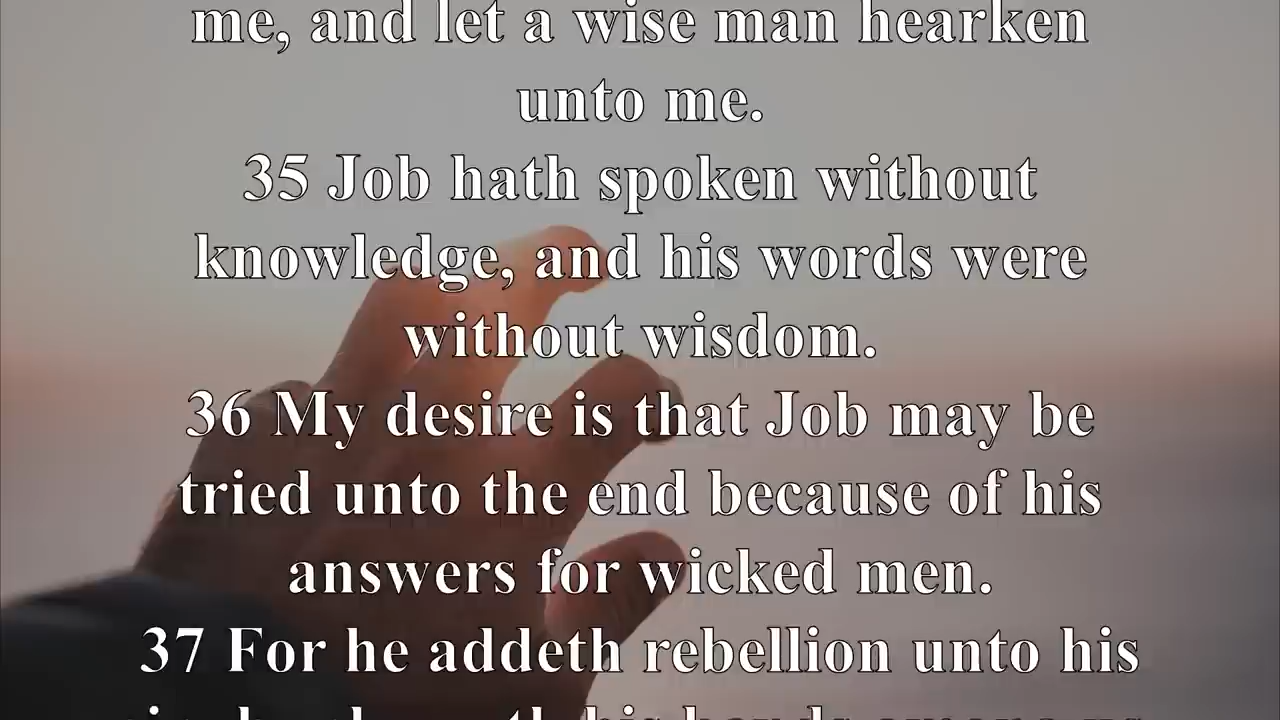 me, and let a wise man hearken
unto me.
35 Job hath spoken without
knowledge, and his words were
without wisdom.
36 My desire is that Job may be
tried unto the end because of his
answers for wicked men.
37 For he addeth rebellion unto his